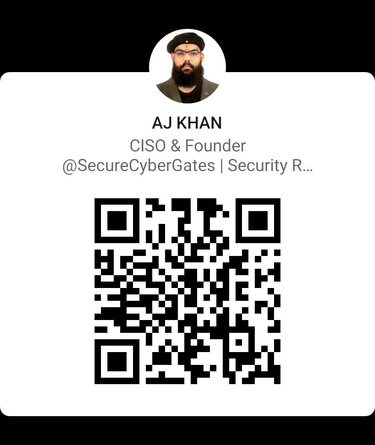 AJ KHAN
CISO & Founder
@SecureCyberGates | Security R...